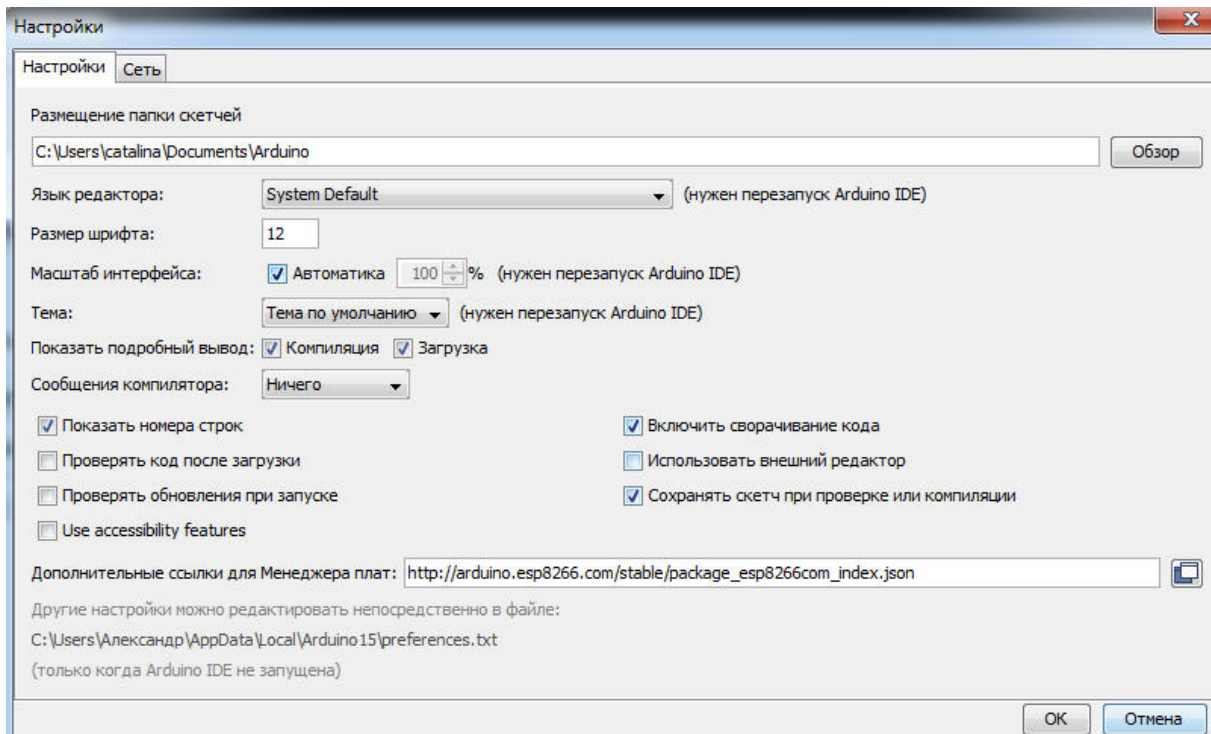 Настройки
Настройки Сеть
Размещение папки скетчей
C:\Users\catalina\Documents\Arduino Обзор
Язык редактора: System Default (нужен перезапуск Arduino IDE)
Размер шрифта: 12
Масштаб интерфейса: Автоматика 100 % (нужен перезапуск Arduino IDE)
Тема: Тема по умолчанию (нужен перезапуск Arduino IDE)
Показать подробный вывод: Компиляция Загрузка
Сообщения компилятора: Ничего
Показать номера строк Включить сворачивание кода
Проверять код после загрузки Использовать внешний редактор
Проверять обновления при запуске Сохранять скетч при проверке или компиляции
Use accessibility features
Дополнительные ссылки для Менеджера плат: http://arduino.esp8266.com/stable/package_esp8266com_index.json
Другие настройки можно редактировать непосредственно в файле:
C:\Users\Александр\AppData\Local\Arduino15\preferences.txt
(только когда Arduino IDE не запущена)
OK Отмена